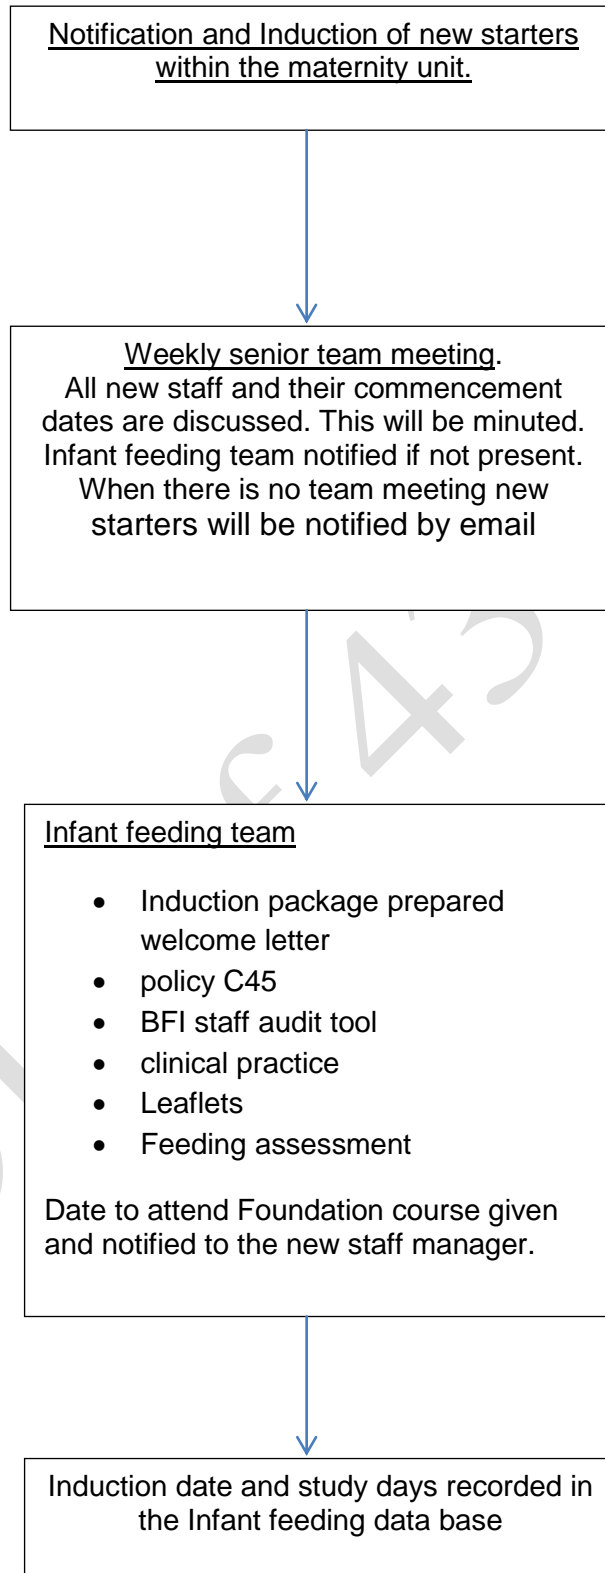 Notification and Induction of new starters
within the maternity unit.
Weekly senior team meeting.
All new staff and their commencement
dates are discussed. This will be minuted.
Infant feeding team notified if not present.
When there is no team meeting new
starters will be notified by email
Infant feeding team
• Induction package prepared
welcome letter
• policy C45
• BFI staff audit tool
• clinical practice
• Leaflets
• Feeding assessment
Date to attend Foundation course given
and notified to the new staff manager.
Induction date and study days recorded in
the Infant feeding data base